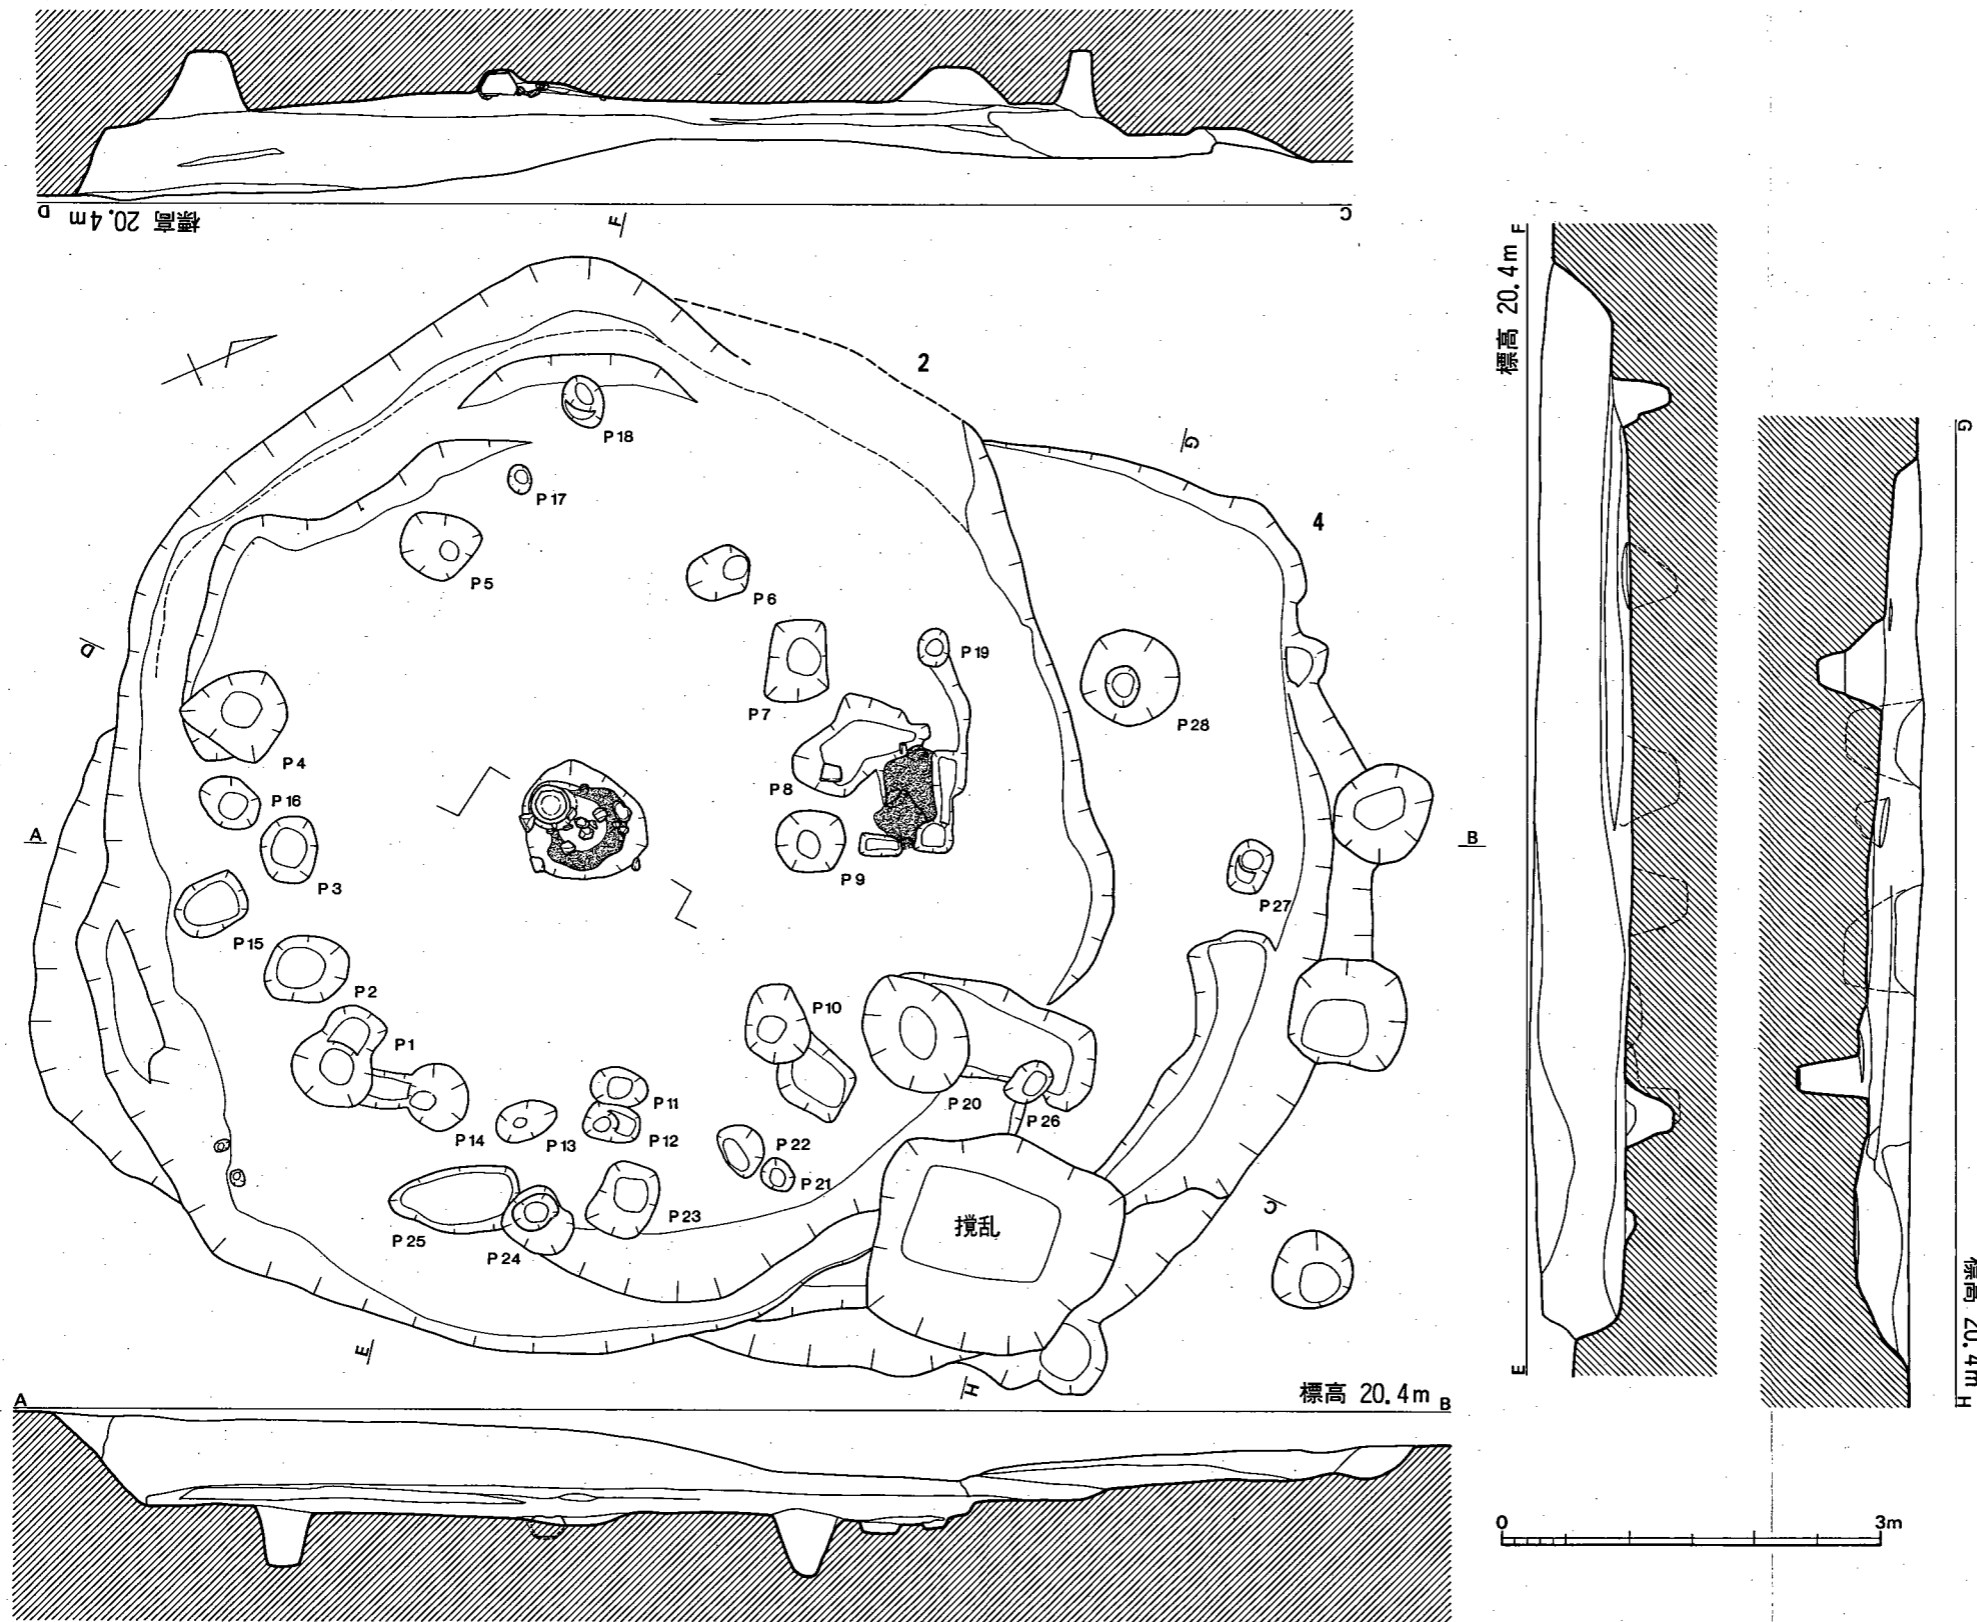 D
標高 20.4m
C
F
2
G
4
P18
P17
P5
P6
D
P19
P7
P28
P4
P8
P16
A
B
P3
P9
P27
P15
P2
P10
P1
P11
P20
P26
P14
P13
P12
P22
P21
P23
P25
P24
撹乱
C
E
H
標高 20.4m
A
B
F
標高 20.4m
E
G
標高 20.4m
H
0
3m